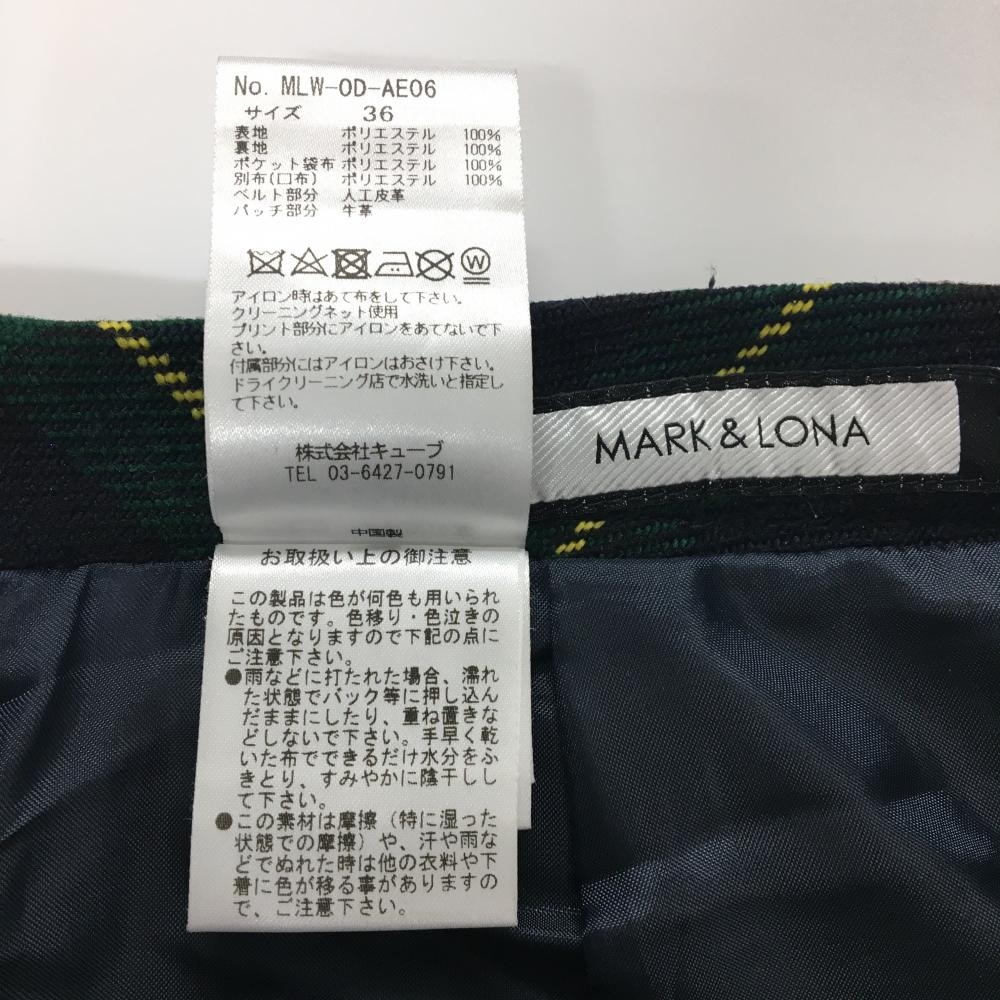 No. MLW-OD-AE06
サイズ 36
表地 ポリエステル 100%
裏地 ポリエステル 100%
ポケット袋布 ポリエステル 100%
別布(口布) ポリエステル 100%
ベルト部分 人工皮革
パッチ部分 牛革
W
アイロン時はあて布をして下さい。
クリーニングネット使用
プリント部分にアイロンをあてないで下
さい。
付属部分にはアイロンはおさけ下さい。
ドライクリーニング店で水洗いと指定し
て下さい。
株式会社キューブ
TEL 03-6427-0791
中国製
MARK & LONA
お取扱い上の御注意
この製品は色が何色も用いられ
たものです。色移り・色泣きの
原因となりますので下記の点に
ご注意下さい。
●雨などに打たれた場合、濡れ
た状態でバック等に押し込ん
だままにしたり、重ね置きな
どしないで下さい。手早く乾
いた布でできるだけ水分をふ
きとり、すみやかに陰干しし
て下さい。
●この素材は摩擦（特に湿った
状態での摩擦）や、汗や雨な
どでぬれた時は他の衣料や下
着に色が移る事がありますの
で、ご注意下さい。